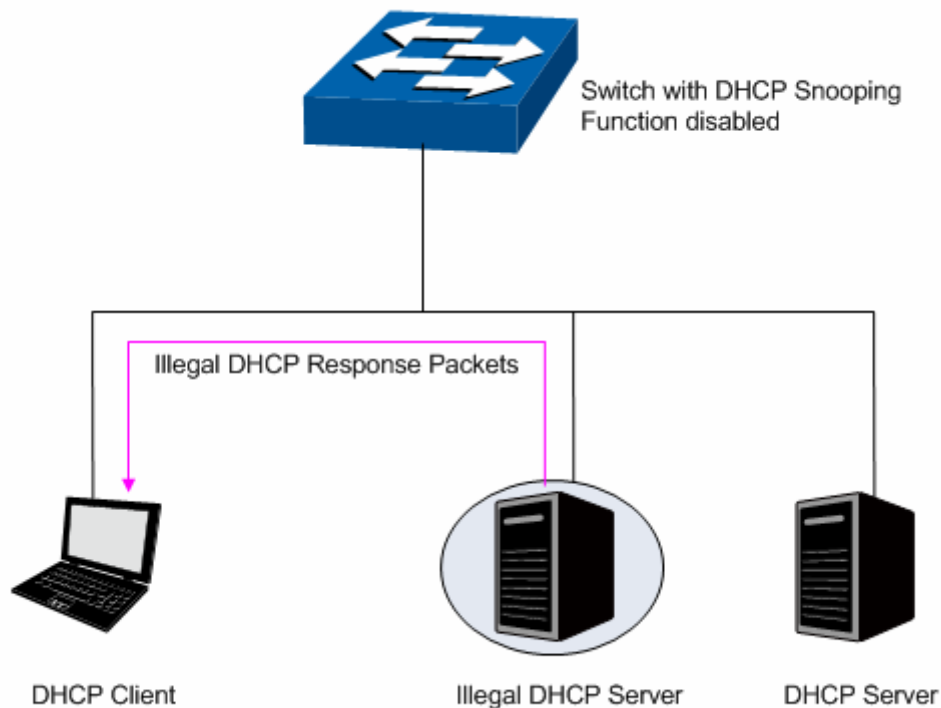 Switch with DHCP Snooping
Function disabled
Illegal DHCP Response Packets
DHCP Client
Illegal DHCP Server
DHCP Server